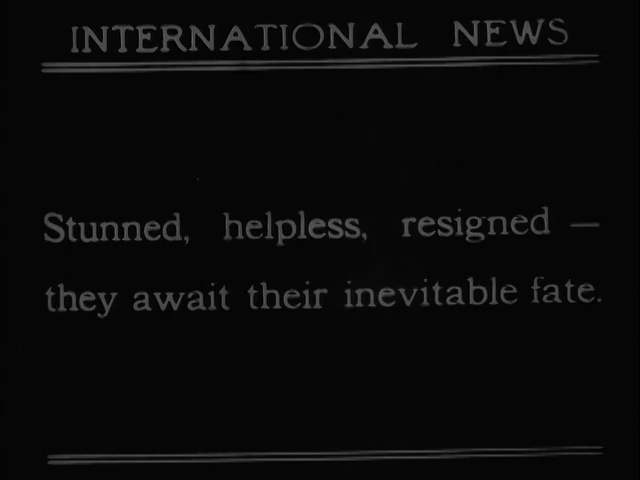 INTERNATIONAL NEWS
Stunned, helpless, resigned —
they await their inevitable fate.